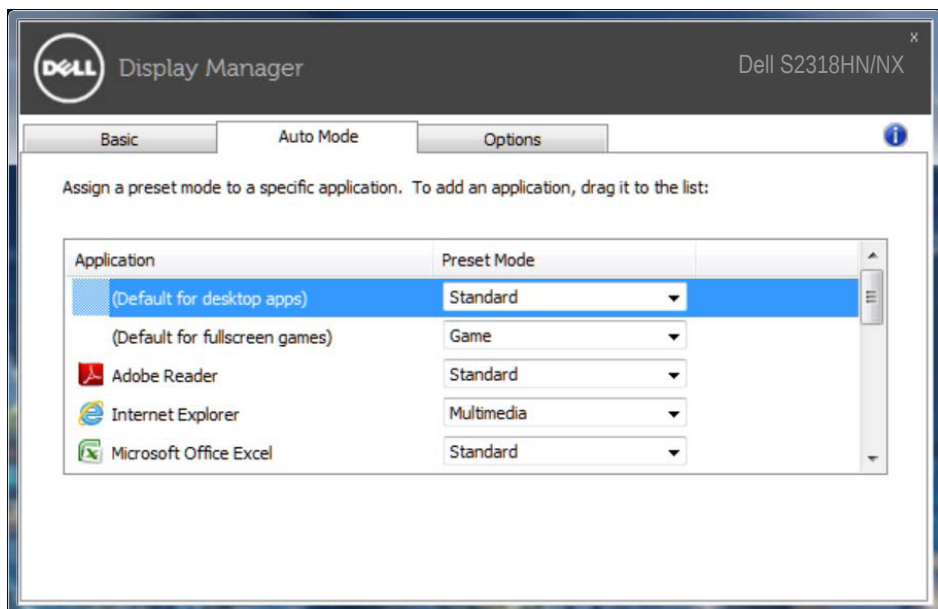 x
DELL Display Manager Dell S2318HN/NX
Basic Auto Mode Options
Assign a preset mode to a specific application. To add an application, drag it to the list:
Application Preset Mode
(Default for desktop apps) Standard
(Default for fullscreen games) Game
Adobe Reader Standard
Internet Explorer Multimedia
Microsoft Office Excel Standard